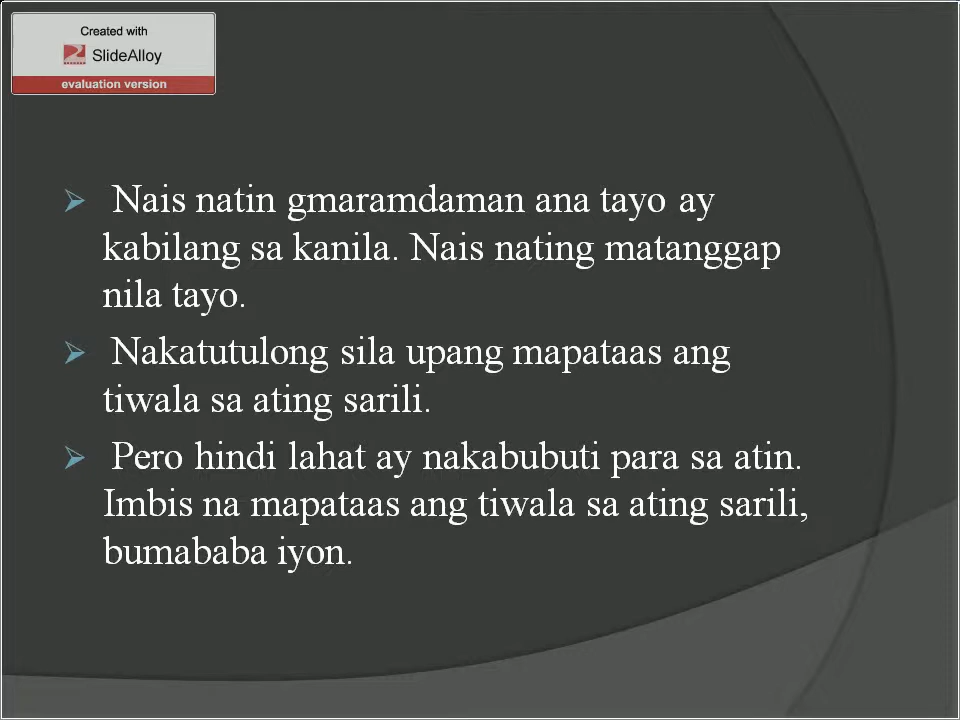 Created with
SlideAlloy
evaluation version
Nais natin gmaramdaman ana tayo ay
kabilang sa kanila. Nais nating matanggap
nila tayo.
Nakatutulong sila upang mapataas ang
tiwala sa ating sarili.
Pero hindi lahat ay nakabubuti para sa atin.
Imbis na mapataas ang tiwala sa ating sarili,
bumababa iyon.